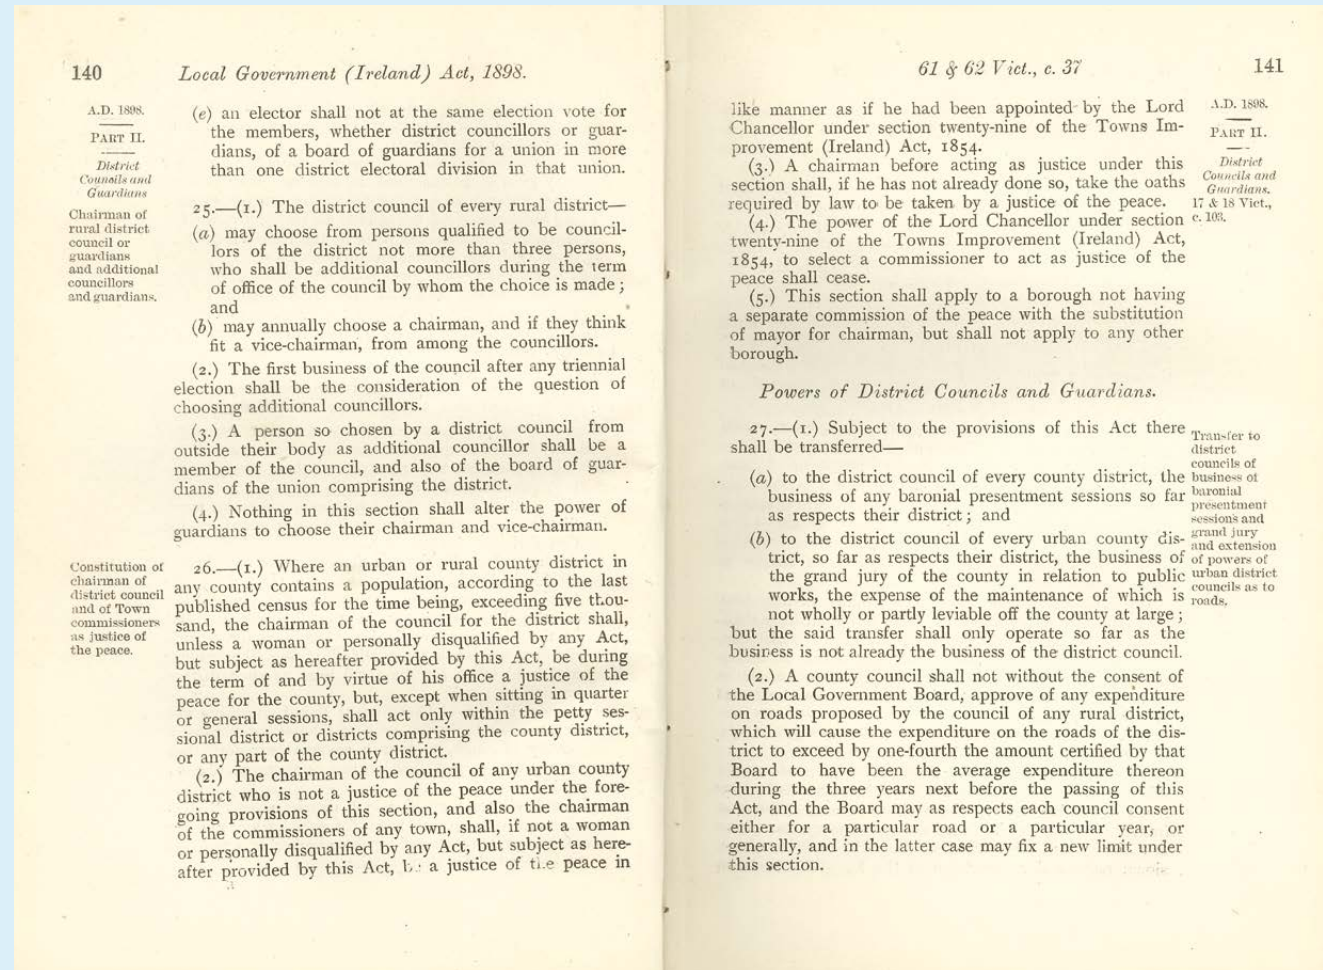 140
Local Government (Ireland) Act, 1898.
A.D. 1898.
PART II.
District
Councils and
Guardians
Chairman of
rural district
council or
guardians
and additional
councillors
and guardians.
(e) an elector shall not at the same election vote for
the members, whether district councillors or guar-
dians, of a board of guardians for a union in more
than one district electoral division in that union.
25.—(1.) The district council of every rural district—
(a) may choose from persons qualified to be council-
lors of the district not more than three persons,
who shall be additional councillors during the term
of office of the council by whom the choice is made;
and
(b) may annually choose a chairman, and if they think
fit a vice-chairman, from among the councillors.
(2.) The first business of the council after any triennial
election shall be the consideration of the question of
choosing additional councillors.
(3.) A person so chosen by a district council from
outside their body as additional councillor shall be a
member of the council, and also of the board of guar-
dians of the union comprising the district.
(4.) Nothing in this section shall alter the power of
guardians to choose their chairman and vice-chairman.
Constitution of
chairman of
district council
and of Town
commissioners
as justice of
the peace.
26.—(1.) Where an urban or rural county district in
any county contains a population, according to the last
published census for the time being, exceeding five thou-
sand, the chairman of the council for the district shall,
unless a woman or personally disqualified by any Act,
but subject as hereafter provided by this Act, be during
the term of and by virtue of his office a justice of the
peace for the county, but, except when sitting in quarter
or general sessions, shall act only within the petty ses-
sional district or districts comprising the county district,
or any part of the county district.
(2.) The chairman of the council of any urban county
district who is not a justice of the peace under the fore-
going provisions of this section, and also the chairman
of the commissioners of any town, shall, if not a woman
or personally disqualified by any Act, but subject as here-
after provided by this Act, be a justice of the peace in
61 & 62 Vict., c. 37
141
like manner as if he had been appointed by the Lord
Chancellor under section twenty-nine of the Towns Im-
provement (Ireland) Act, 1854.
(3.) A chairman before acting as justice under this
section shall, if he has not already done so, take the oaths
required by law to be taken by a justice of the peace.
(4.) The power of the Lord Chancellor under section
twenty-nine of the Towns Improvement (Ireland) Act,
1854, to select a commissioner to act as justice of the
peace shall cease.
(5.) This section shall apply to a borough not having
a separate commission of the peace with the substitution
of mayor for chairman, but shall not apply to any other
borough.
A.D. 1898.
PART II.
District
Councils and
Guardians.
17 & 18 Vict.,
c. 103.
Powers of District Councils and Guardians.
27.—(1.) Subject to the provisions of this Act there
shall be transferred—
(a) to the district council of every county district, the
business of any baronial presentment sessions so far
as respects their district; and
(b) to the district council of every urban county dis-
trict, so far as respects their district, the business of
the grand jury of the county in relation to public
works, the expense of the maintenance of which is
not wholly or partly leviable off the county at large;
but the said transfer shall only operate so far as the
business is not already the business of the district council.
Transfer to
district
councils of
business of
baronial
presentment
sessions and
grand jury
and extension
of powers of
urban district
councils as to
roads.
(2.) A county council shall not without the consent of
the Local Government Board, approve of any expenditure
on roads proposed by the council of any rural district,
which will cause the expenditure on the roads of the dis-
trict to exceed by one-fourth the amount certified by that
Board to have been the average expenditure thereon
during the three years next before the passing of this
Act, and the Board may as respects each council consent
either for a particular road or a particular year, or
generally, and in the latter case may fix a new limit under
this section.